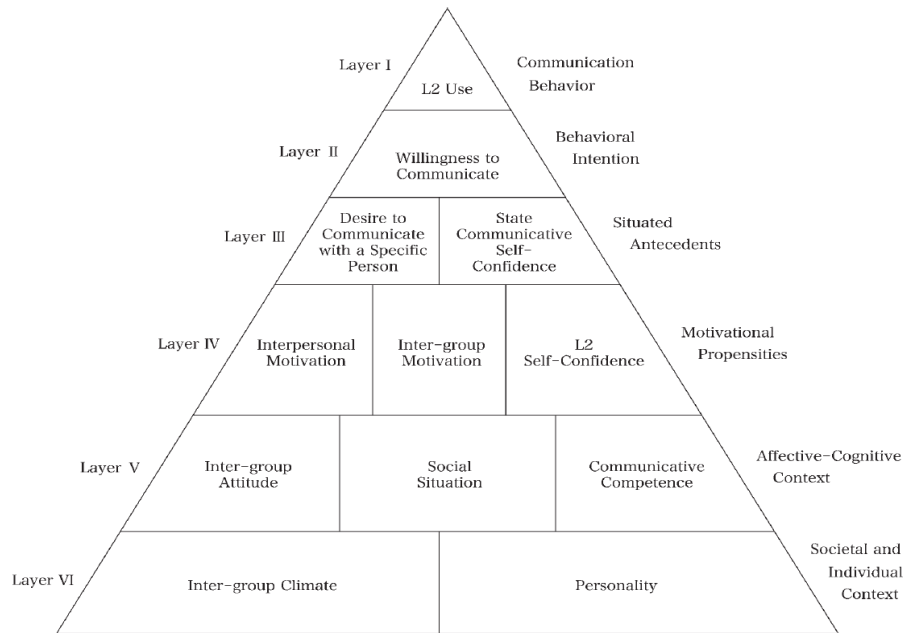 Layer I
L2 Use
Communication
Behavior
Layer II
Willingness to
Communicate
Behavioral
Intention
Layer III
Desire to
Communicate
with a Specific
Person
State
Communicative
Self-
Confidence
Situated
Antecedents
Layer IV
Interpersonal
Motivation
Inter-group
Motivation
L2
Self-Confidence
Motivational
Propensities
Layer V
Inter-group
Attitude
Social
Situation
Communicative
Competence
Affective-Cognitive
Context
Layer VI
Inter-group Climate
Personality
Societal and
Individual
Context